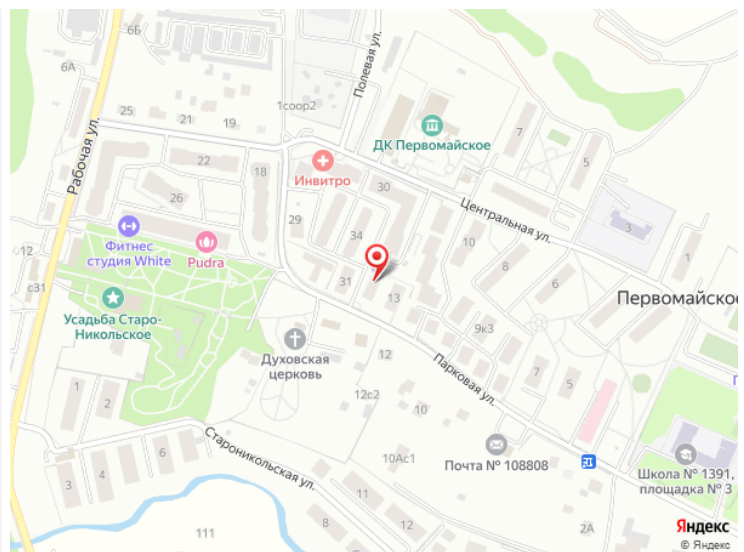 6Б
6А
Рабочая ул.
25
21
19
1соор2
Полевая ул.
ДК Первомайское
7
5
3
1
22
18
26
Инвитро
30
Центральная ул.
29
34
10
8
6
Фитнес
студия White
Pudra
12
с31
31
13
Усадьба Старо-
Никольское
Духовская
церковь
12
12с2
9к3
7
5
Первомайское
Парковая ул.
10
10Ас1
Почта № 108808
Школа № 1391,
площадка № 3
П
1
2
3
4
6
Староникольская ул.
11
12
8
2А
111
Яндекс
© Яндекс